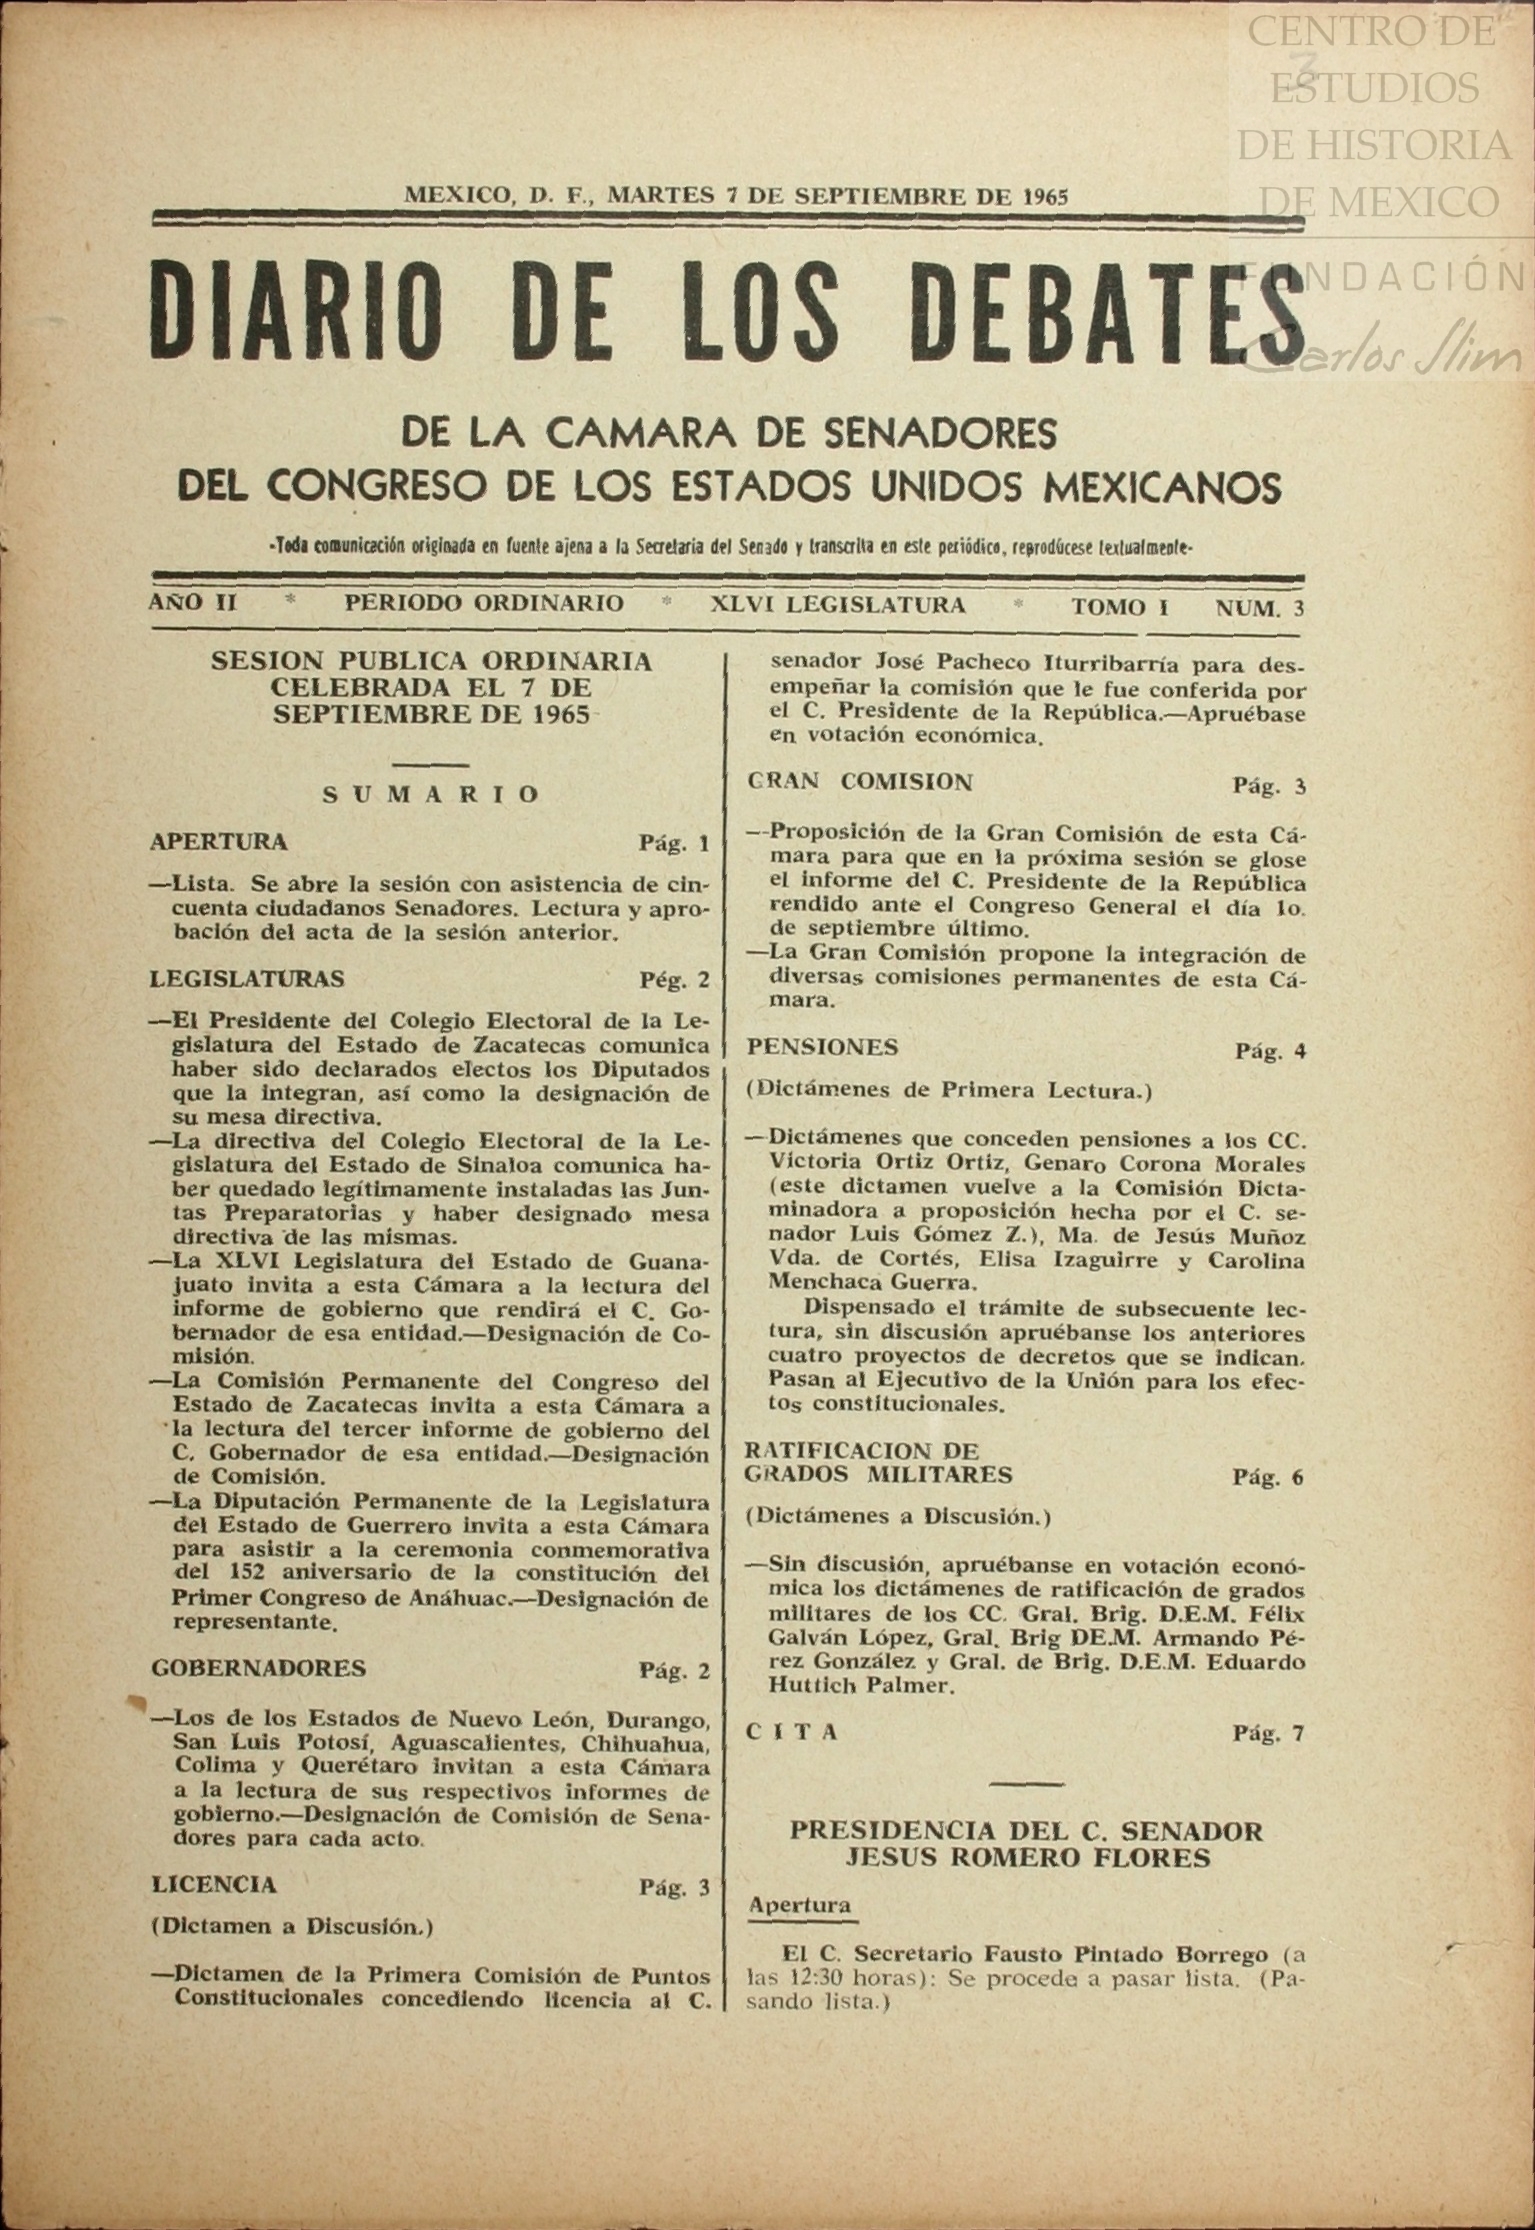 CENTRO DE
ESTUDIOS
DE HISTORIA
DE MEXICO
FUNDACIÓN
Carlos Slim
3
MEXICO, D. F., MARTES 7 DE SEPTIEMBRE DE 1965
DIARIO DE LOS DEBATES
DE LA CAMARA DE SENADORES
DEL CONGRESO DE LOS ESTADOS UNIDOS MEXICANOS
-Toda comunicación originada en fuente ajena a la Secretaría del Senado y transcrita en este periódico, reprodúcese textualmente-
AÑO II * PERIODO ORDINARIO * XLVI LEGISLATURA * TOMO I NUM. 3
SESION PUBLICA ORDINARIA
CELEBRADA EL 7 DE
SEPTIEMBRE DE 1965
S U M A R I O
APERTURA Pág. 1
—Lista. Se abre la sesión con asistencia de cin-
cuenta ciudadanos Senadores. Lectura y apro-
bación del acta de la sesión anterior.
LEGISLATURAS Pég. 2
—El Presidente del Colegio Electoral de la Le-
gislatura del Estado de Zacatecas comunica
haber sido declarados electos los Diputados
que la integran, así como la designación de
su mesa directiva.
—La directiva del Colegio Electoral de la Le-
gislatura del Estado de Sinaloa comunica ha-
ber quedado legítimamente instaladas las Jun-
tas Preparatorias y haber designado mesa
directiva de las mismas.
—La XLVI Legislatura del Estado de Guana-
juato invita a esta Cámara a la lectura del
informe de gobierno que rendirá el C. Go-
bernador de esa entidad.—Designación de Co-
misión.
—La Comisión Permanente del Congreso del
Estado de Zacatecas invita a esta Cámara a
la lectura del tercer informe de gobierno del
C. Gobernador de esa entidad.—Designación
de Comisión.
—La Diputación Permanente de la Legislatura
del Estado de Guerrero invita a esta Cámara
para asistir a la ceremonia conmemorativa
del 152 aniversario de la constitución del
Primer Congreso de Anáhuac.—Designación de
representante.
GOBERNADORES Pág. 2
—Los de los Estados de Nuevo León, Durango,
San Luis Potosí, Aguascalientes, Chihuahua,
Colima y Querétaro invitan a esta Cámara
a la lectura de sus respectivos informes de
gobierno.—Designación de Comisión de Sena-
dores para cada acto.
LICENCIA Pág. 3
(Dictamen a Discusión.)
—Dictamen de la Primera Comisión de Puntos
Constitucionales concediendo licencia al C.
senador José Pacheco Iturribarría para des-
empeñar la comisión que le fue conferida por
el C. Presidente de la República.—Apruébase
en votación económica.
GRAN COMISION Pág. 3
—Proposición de la Gran Comisión de esta Cá-
mara para que en la próxima sesión se glose
el informe del C. Presidente de la República
rendido ante el Congreso General el día 1o.
de septiembre último.
—La Gran Comisión propone la integración de
diversas comisiones permanentes de esta Cá-
mara.
PENSIONES Pág. 4
(Dictámenes de Primera Lectura.)
—Dictámenes que conceden pensiones a los CC.
Victoria Ortiz Ortiz, Genaro Corona Morales
(este dictamen vuelve a la Comisión Dicta-
minadora a proposición hecha por el C. se-
nador Luis Gómez Z.), Ma. de Jesús Muñoz
Vda. de Cortés, Elisa Izaguirre y Carolina
Menchaca Guerra.
Dispensado el trámite de subsecuente lec-
tura, sin discusión apruébanse los anteriores
cuatro proyectos de decretos que se indican.
Pasan al Ejecutivo de la Unión para los efec-
tos constitucionales.
RATIFICACION DE
GRADOS MILITARES Pág. 6
(Dictámenes a Discusión.)
—Sin discusión, apruébanse en votación econó-
mica los dictámenes de ratificación de grados
militares de los CC. Gral. Brig. D.E.M. Félix
Galván López, Gral. Brig DE.M. Armando Pé-
rez González y Gral. de Brig. D.E.M. Eduardo
Huttich Palmer.
C I T A Pág. 7
PRESIDENCIA DEL C. SENADOR
JESUS ROMERO FLORES
Apertura
El C. Secretario Fausto Pintado Borrego (a
las 12:30 horas): Se procede a pasar lista. (Pa-
sando lista.)